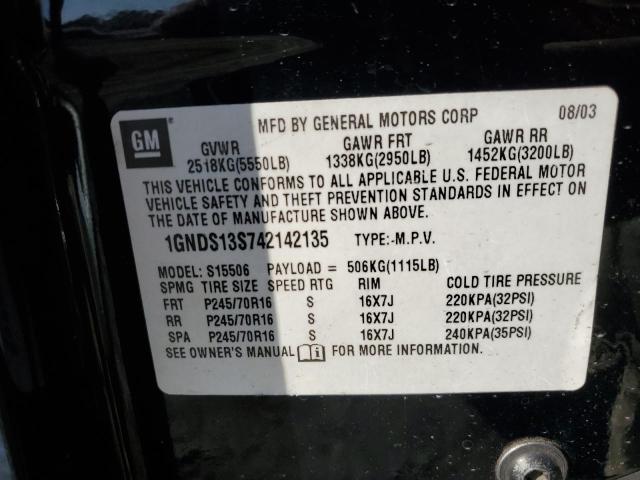 MFD BY GENERAL MOTORS CORP 08/03
GM
GVWR GAWR FRT GAWR RR
2518KG(5550LB) 1338KG(2950LB) 1452KG(3200LB)
THIS VEHICLE CONFORMS TO ALL APPLICABLE U.S. FEDERAL MOTOR
VEHICLE SAFETY AND THEFT PREVENTION STANDARDS IN EFFECT ON
THE DATE OF MANUFACTURE SHOWN ABOVE.
1GNDS13S742142135 TYPE:-M.P.V.
MODEL: S15506 PAYLOAD = 506KG(1115LB)
SPMG TIRE SIZE SPEED RTG RIM COLD TIRE PRESSURE
FRT P245/70R16 S 16X7J 220KPA(32PSI)
RR P245/70R16 S 16X7J 220KPA(32PSI)
SPA P245/70R16 S 16X7J 240KPA(35PSI)
SEE OWNER'S MANUAL FOR MORE INFORMATION.